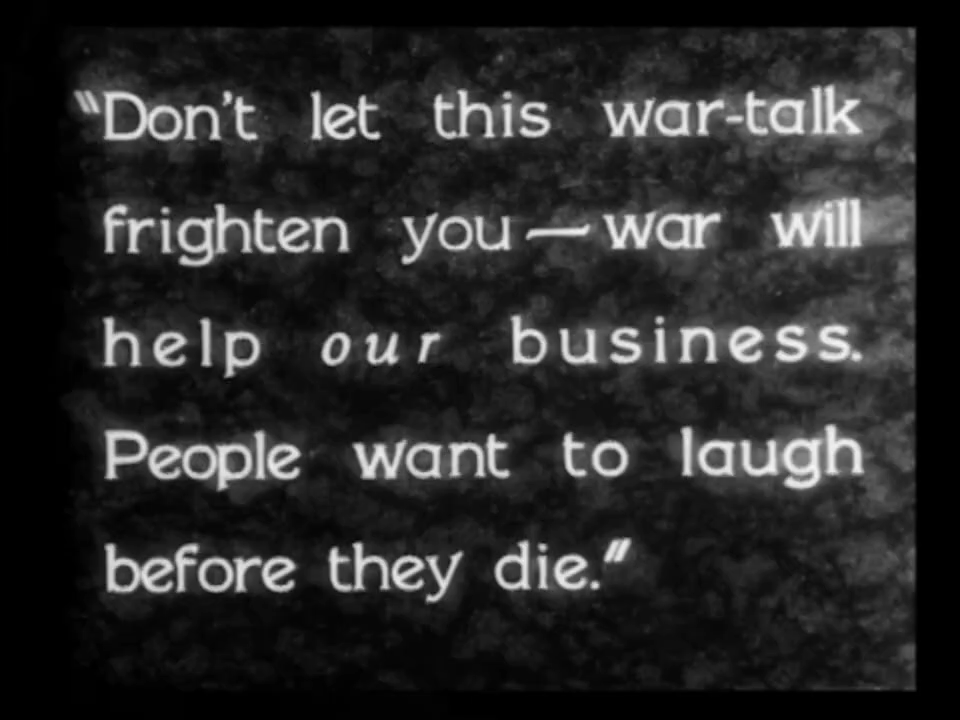 "Don't let this war-talk
frighten you — war will
help our business.
People want to laugh
before they die."